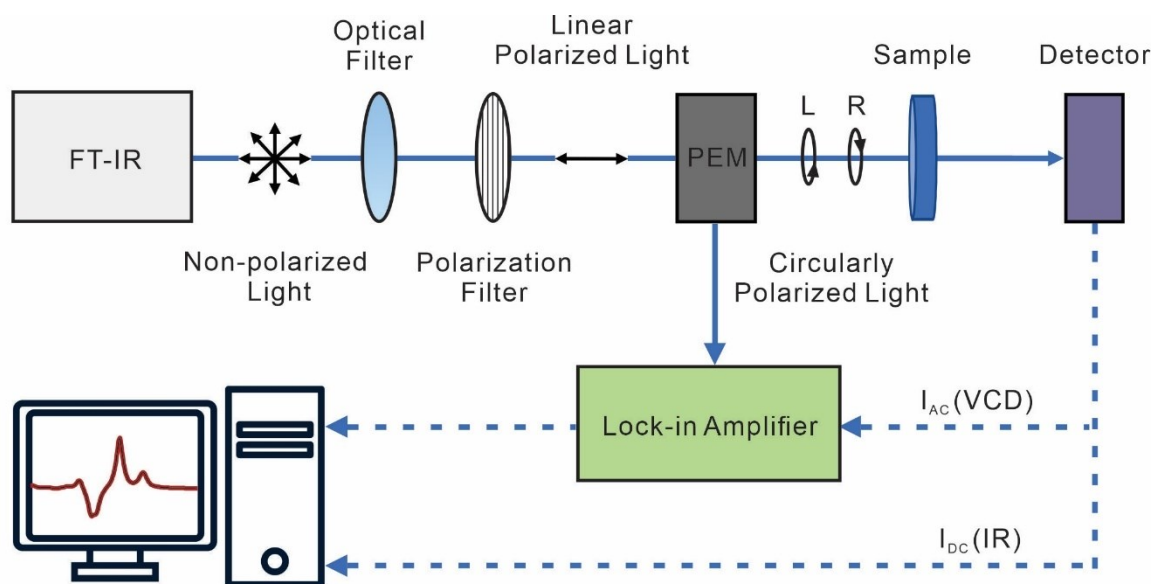 Optical
Filter
Linear
Polarized Light
Sample
Detector
FT-IR
PEM
L
R
Non-polarized
Light
Polarization
Filter
Circularly
Polarized Light
Lock-in Amplifier
I_AC(VCD)
I_DC(IR)